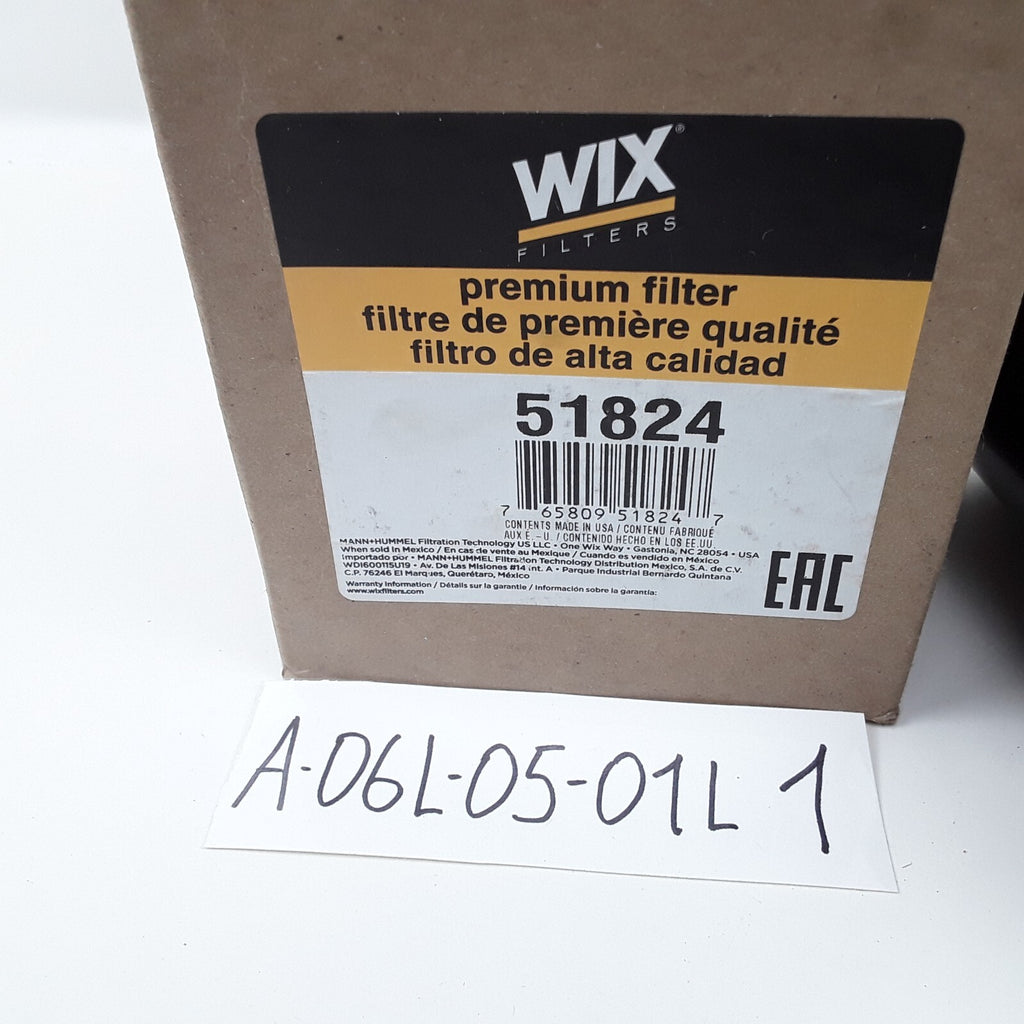 WIX®
FILTERS
premium filter
filtre de première qualité
filtro de alta calidad
51824
7 65809 51824 7
CONTENTS MADE IN USA / CONTENU FABRIQUÉ
AUX É.-U. / CONTENIDO HECHO EN LOS EE.UU.
MANN+HUMMEL Filtration Technology US LLC • One Wix Way • Gastonia, NC 28054 • USA
When sold in Mexico / En cas de vente au Mexique / Cuando es vendido en México
Importado por • MANN+HUMMEL Filtration Technology Distribution Mexico, S.A. de C.V.
WDI600115U19 • Av. De Las Misiones #14 int. A • Parque Industrial Bernardo Quintana
C.P. 76246 El Marques, Querétaro, México
Warranty Information / Détails sur la garantie / Información sobre la garantía:
www.wixfilters.com
EAC
A-06L-05-01L 1